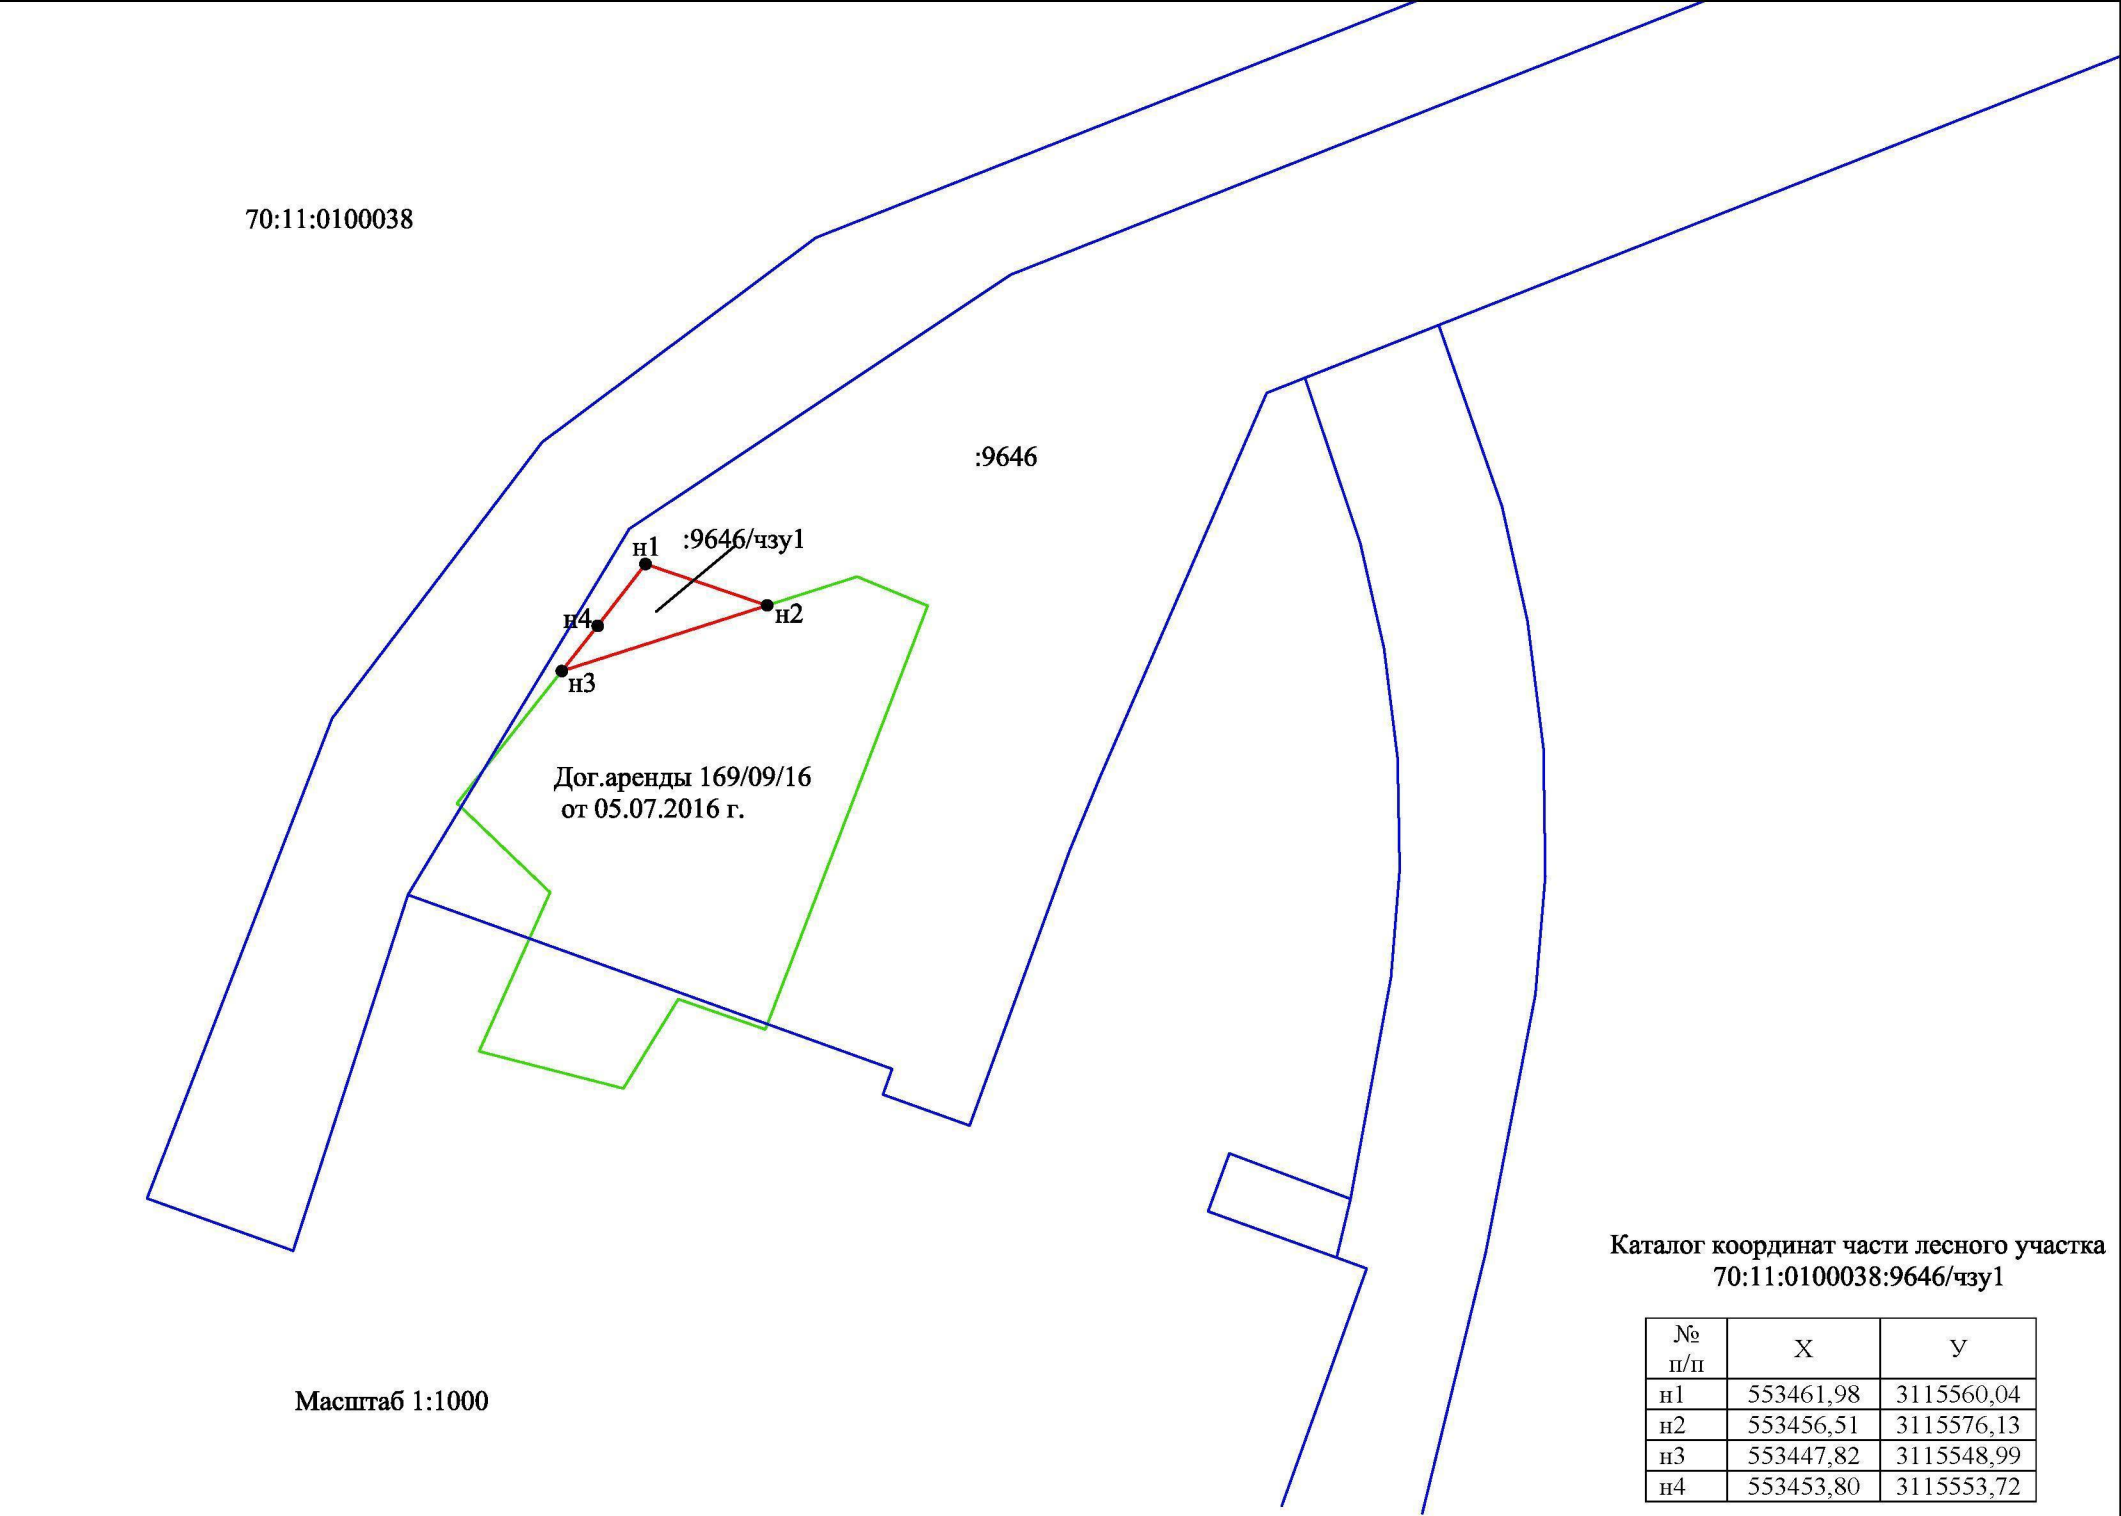 70:11:0100038
:9646
:9646/чзу1
н1
н2
н4
н3
Дог.аренды 169/09/16
от 05.07.2016 г.
Масштаб 1:1000
Каталог координат части лесного участка
70:11:0100038:9646/чзу1
№ п/п X У
н1 553461,98 3115560,04
н2 553456,51 3115576,13
н3 553447,82 3115548,99
н4 553453,80 3115553,72